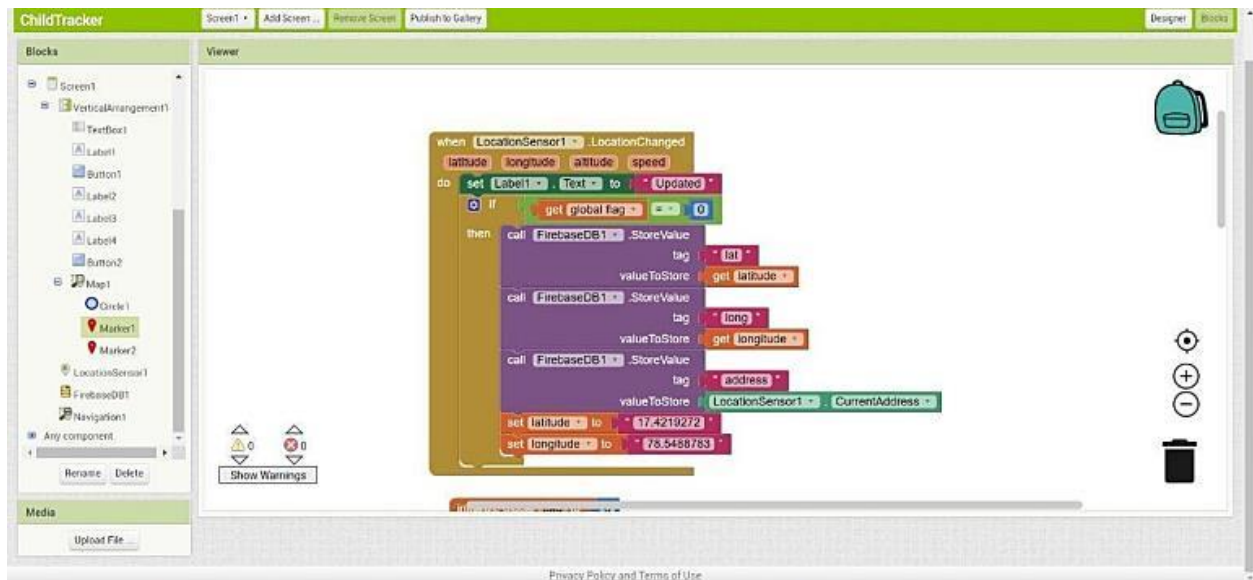 ChildTracker
Screen1 Add Screen ... Remove Screen Publish to Gallery Designer Blocks
Blocks
Screen1
VerticalArrangement1
TextBox1
Label1
Button1
Label2
Label3
Label4
Button2
Map1
Circle1
Marker1
Marker2
LocationSensor1
FirebaseDB1
Navigation1
Any component
Rename Delete
Media
Upload File ...
Viewer
when LocationSensor1 .LocationChanged
latitude longitude altitude speed
do set Label1 . Text to " Updated "
if get global flag = 0
then call FirebaseDB1 .StoreValue
tag " lat "
valueToStore get latitude
call FirebaseDB1 .StoreValue
tag " long "
valueToStore get longitude
call FirebaseDB1 .StoreValue
tag " address "
valueToStore LocationSensor1 . CurrentAddress
set latitude to " 17.4219272 "
set longitude to " 78.5488783 "
0 0
Show Warnings
Privacy Policy and Terms of Use